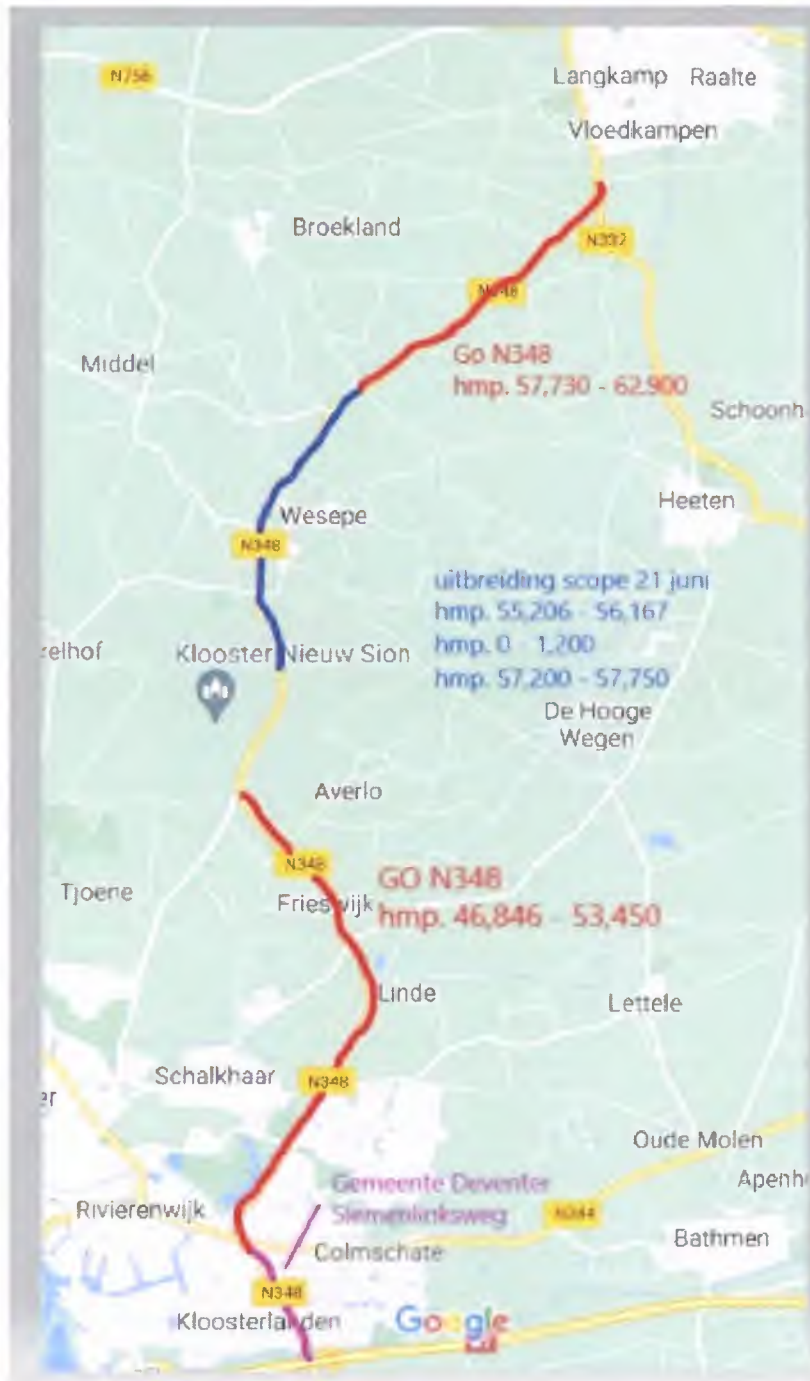 N756
Langkamp Raalte
Vloedkampen
Broekland
N332
N348
Go N348
hmp. 57,730 - 62,900
Middel
Schoonh
Heeten
Wesepe
N348
uitbreiding scope 21 juni
hmp. 55,206 - 56,167
hmp. 0 - 1,200
hmp. 57,200 - 57,750
elhof
Klooster Nieuw Sion
De Hooge
Wegen
Averlo
N348
GO N348
hmp. 46,846 - 53,450
Tjoene
Frieswijk
Linde
Lettele
Schalkhaar
N348
er
Oude Molen
Apenh
Gemeente Deventer
Siemenlinksweg
Rivierenwijk
N344
Bathmen
Colmschate
N348
Kloosterlanden
Google